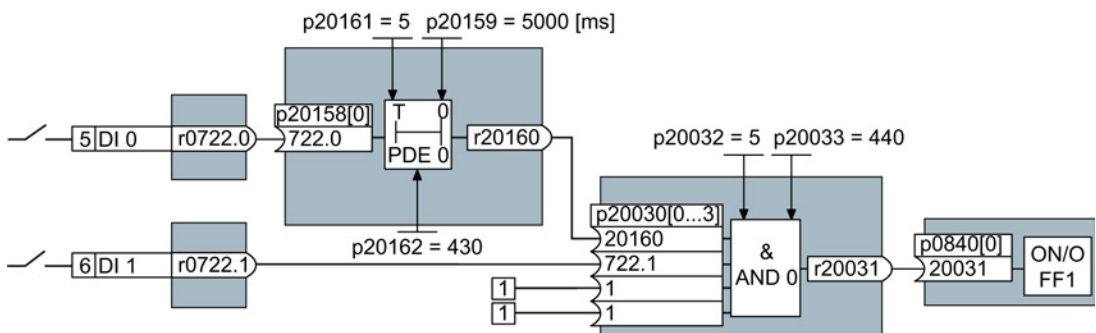 p20161 = 5 p20159 = 5000 [ms]
p20158[0]
T 0
5 DI 0 r0722.0 722.0 r20160
PDE 0
p20032 = 5 p20033 = 440
p20162 = 430
p20030[0...3]
20160
6 DI 1 r0722.1 722.1
&
AND 0
r20031
p0840[0]
20031
ON/O
FF1
1 1
1 1